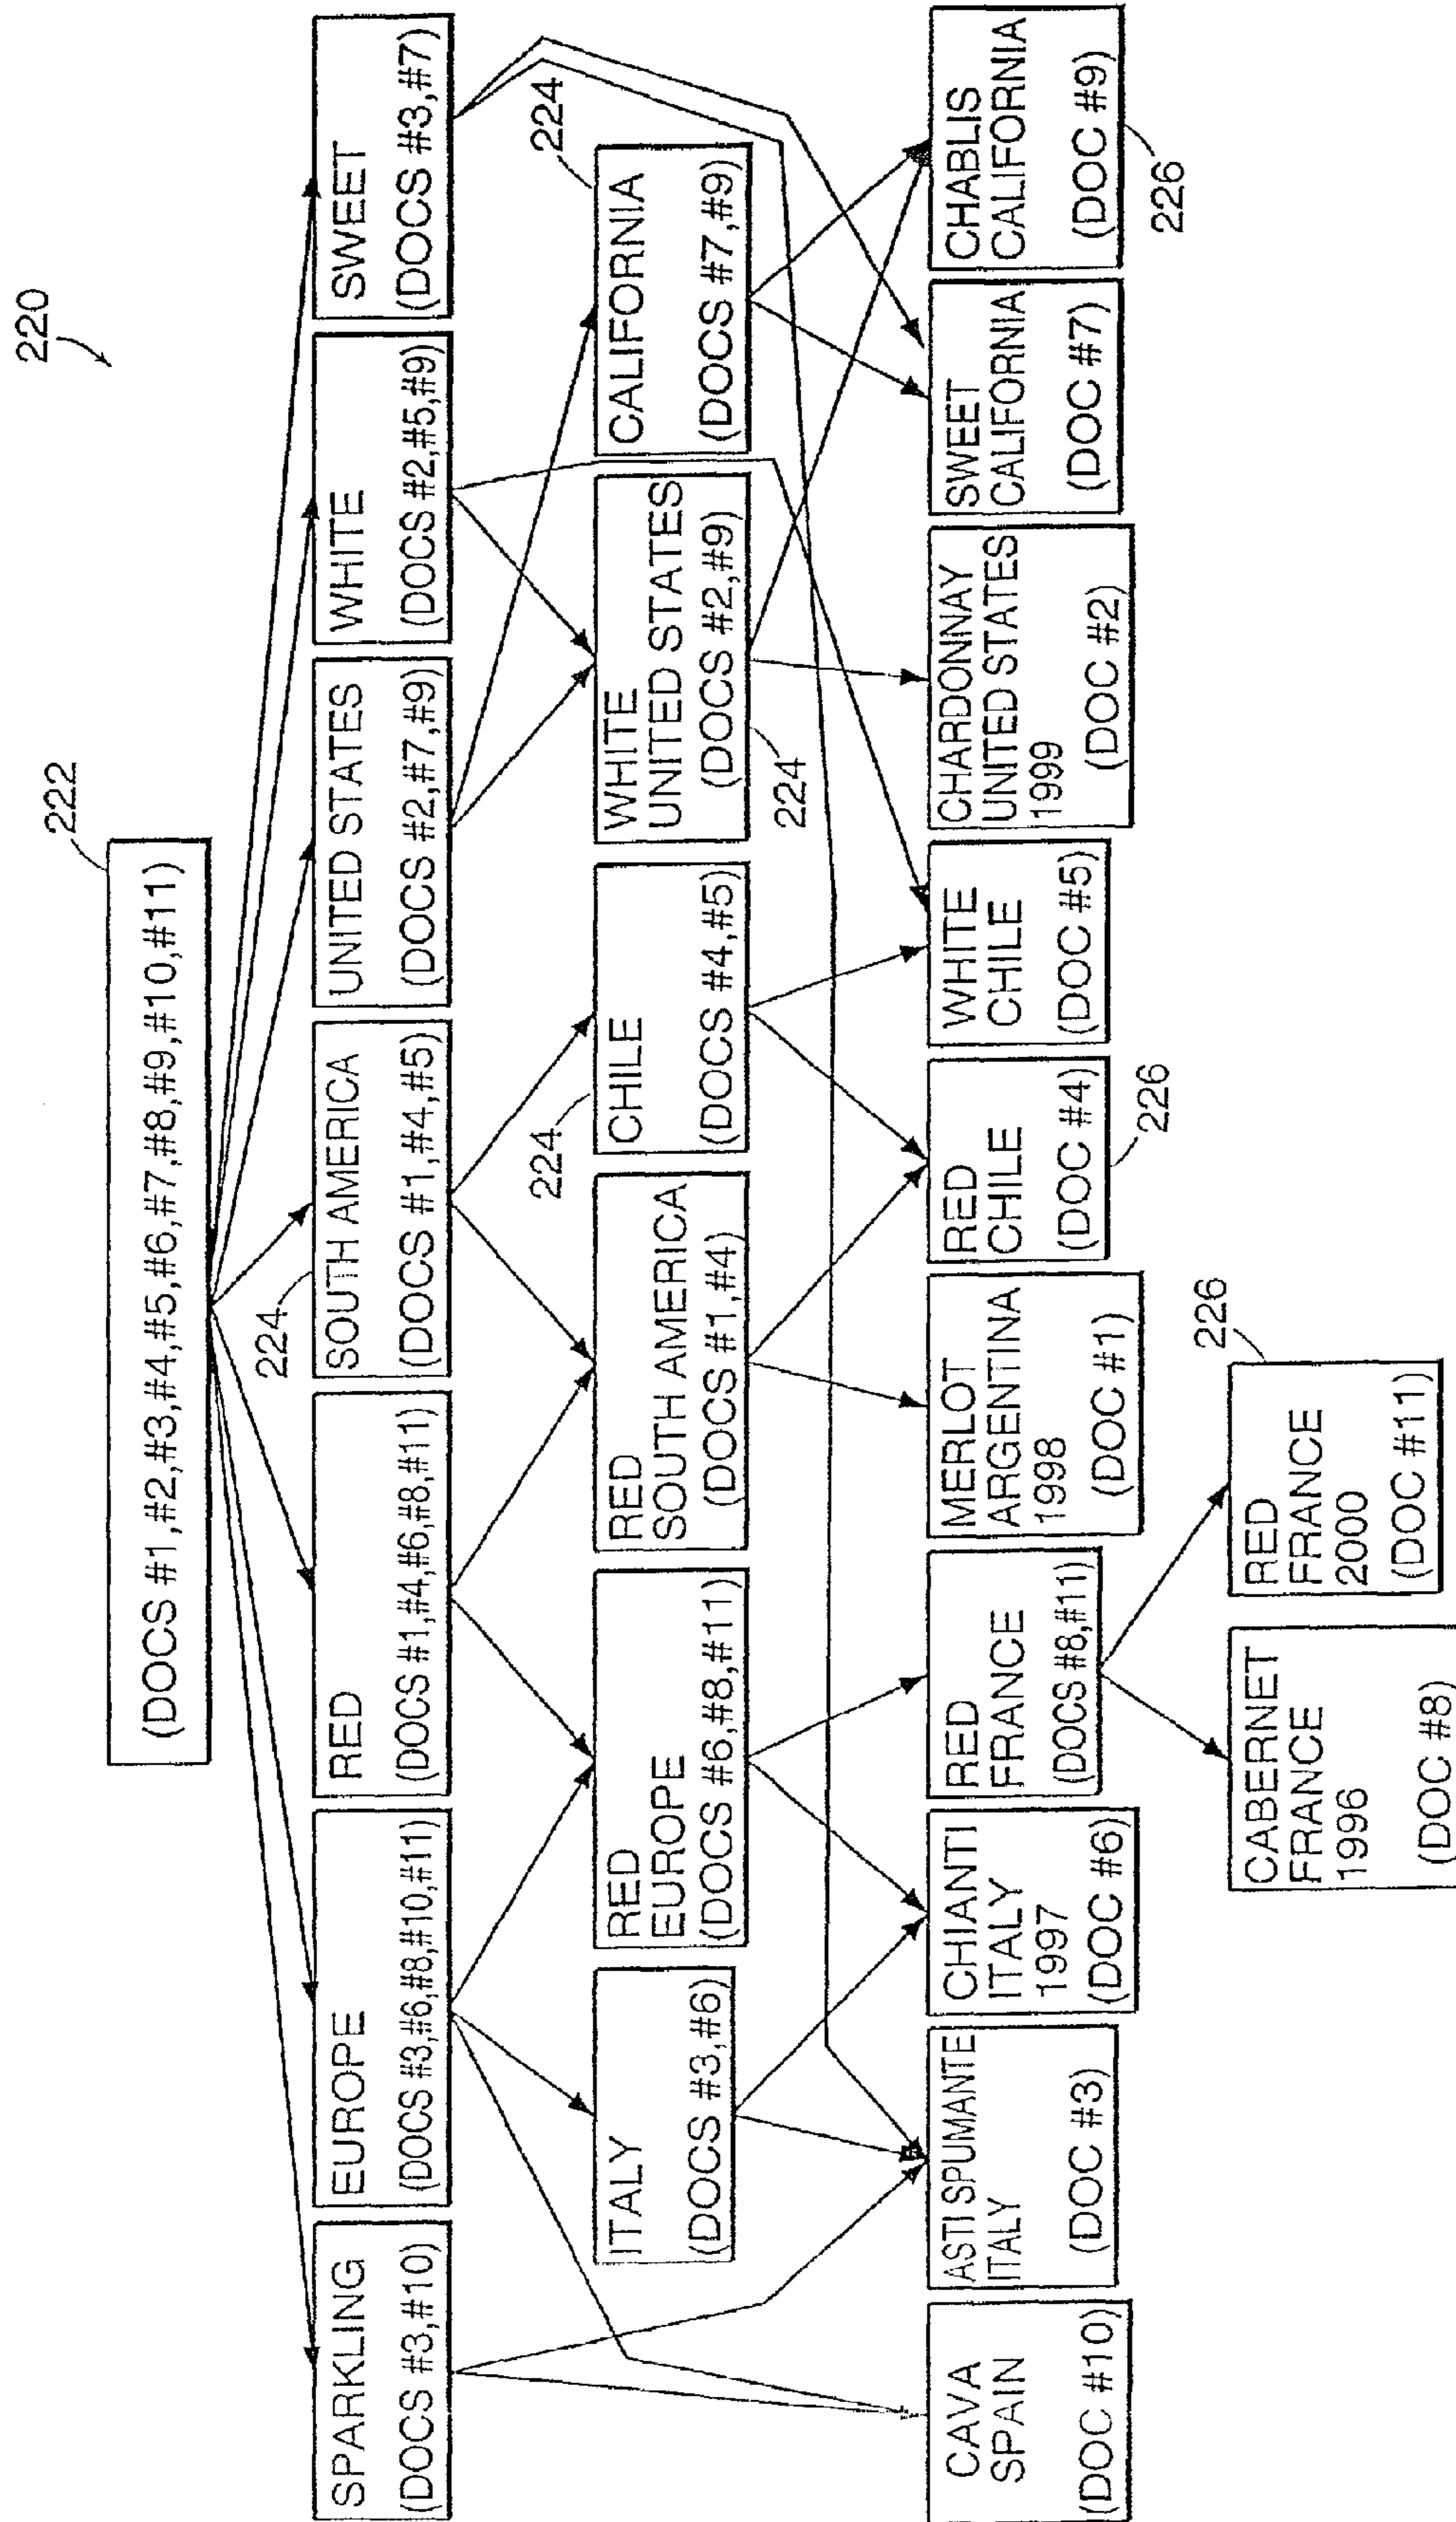 220
222
(DOCS #1,#2,#3,#4,#5,#6,#7,#8,#9,#10,#11)
SPARKLING
(DOCS #3,#10)
EUROPE
(DOCS #3,#6,#8,#10,#11)
RED
(DOCS #1,#4,#6,#8,#11)
224
SOUTH AMERICA
(DOCS #1,#4,#5)
UNITED STATES
(DOCS #2,#7,#9)
WHITE
(DOCS #2,#5,#9)
SWEET
(DOCS #3,#7)
ITALY
(DOCS #3,#6)
RED
EUROPE
(DOCS #6,#8,#11)
RED
SOUTH AMERICA
(DOCS #1,#4)
224
CHILE
(DOCS #4,#5)
WHITE
UNITED STATES
(DOCS #2,#9)
224
CALIFORNIA
(DOCS #7,#9)
224
CAVA
SPAIN
(DOC #10)
ASTI SPUMANTE
ITALY
(DOC #3)
CHIANTI
ITALY
1997
(DOC #6)
RED
FRANCE
(DOCS #8,#11)
MERLOT
ARGENTINA
1998
(DOC #1)
RED
CHILE
(DOC #4)
226
WHITE
CHILE
(DOC #5)
CHARDONNAY
UNITED STATES
1999
(DOC #2)
SWEET
CALIFORNIA
(DOC #7)
CHABLIS
CALIFORNIA
(DOC #9)
226
CABERNET
FRANCE
1996
(DOC #8)
RED
FRANCE
2000
(DOC #11)
226